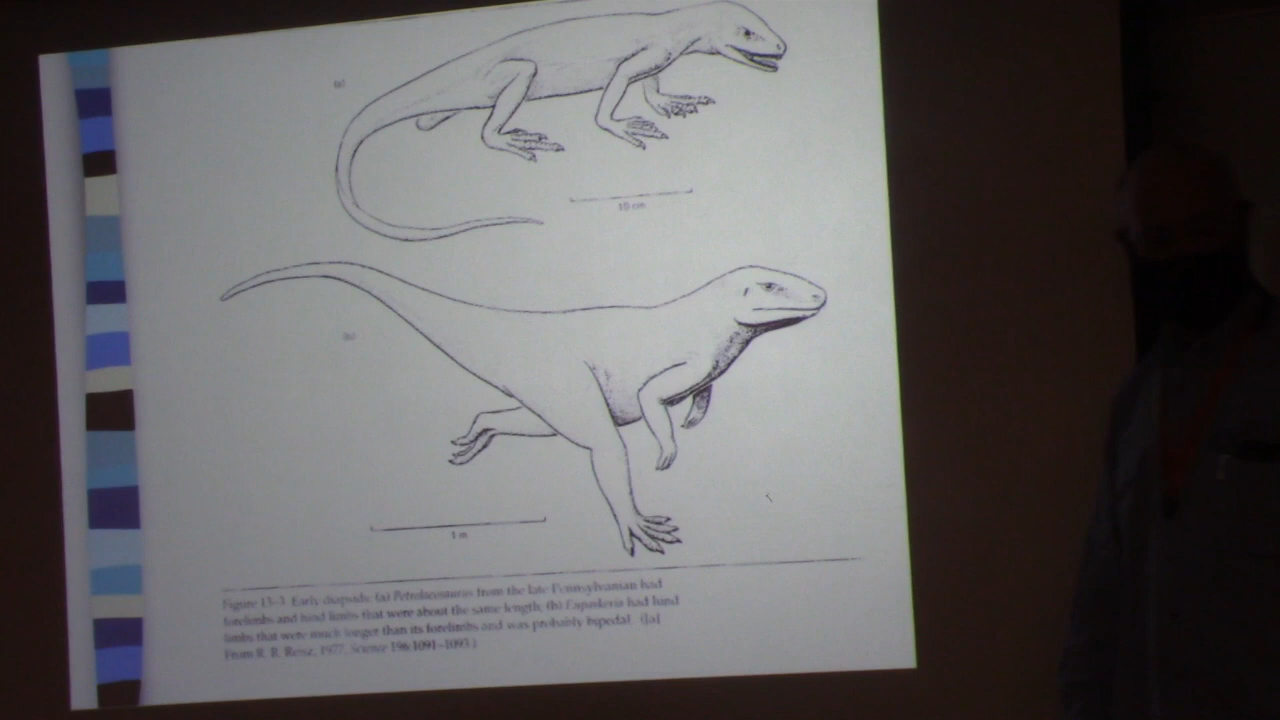 (a)
10 cm
(b)
1 m
Figure 13–3 Early diapsids: (a) Petrolacosaurus from the late Pennsylvanian had
forelimbs and hind limbs that were about the same length; (b) Euparkeria had hind
limbs that were much longer than its forelimbs and was probably bipedal. ([a]
From R. R. Reisz, 1977, Science 196:1091–1093.)